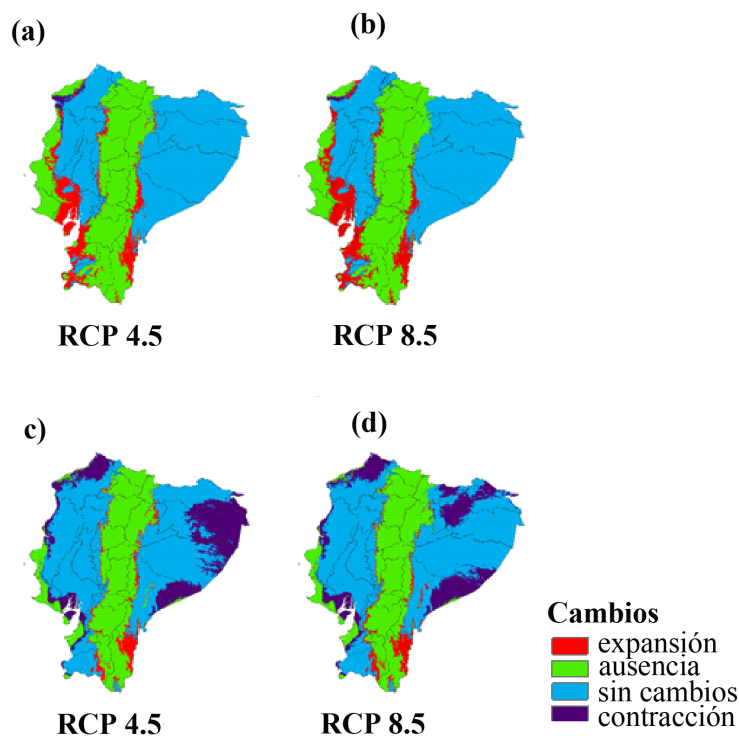 (a)
(b)
RCP 4.5
RCP 8.5
c)
(d)
Cambios
expansión
ausencia
sin cambios
contracción
RCP 4.5
RCP 8.5